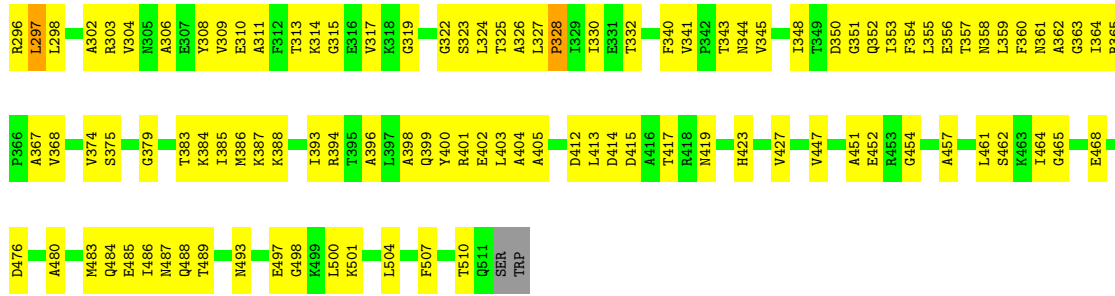 R296 L297 L298 A302 R303 V304 N305 A306 E307 Y308 V309 E310 A311 F312 T313 K314 G315 E316 V317 K318 G319 G322 S323 L324 T325 A326 L327 P328 I329 I330 E331 T332 F340 V341 P342 T343 N344 V345 I348 T349 D350 G351 Q352 I353 F354 L355 E356 T357 N358 L359 F360 N361 A362 G363 I364 R365
P366 A367 V368 V374 S375 G379 T383 K384 I385 M386 K387 K388 I393 R394 T395 A396 L397 A398 Q399 Y400 R401 E402 L403 A404 A405 D412 L413 D414 D415 A416 T417 R418 N419 H423 V427 V447 A451 E452 R453 G454 A457 L461 S462 K463 I464 G465 E468
D476 A480 M483 Q484 E485 I486 N487 Q488 T489 N493 E497 G498 K499 L500 K501 L504 F507 T510 Q511 SER TRP